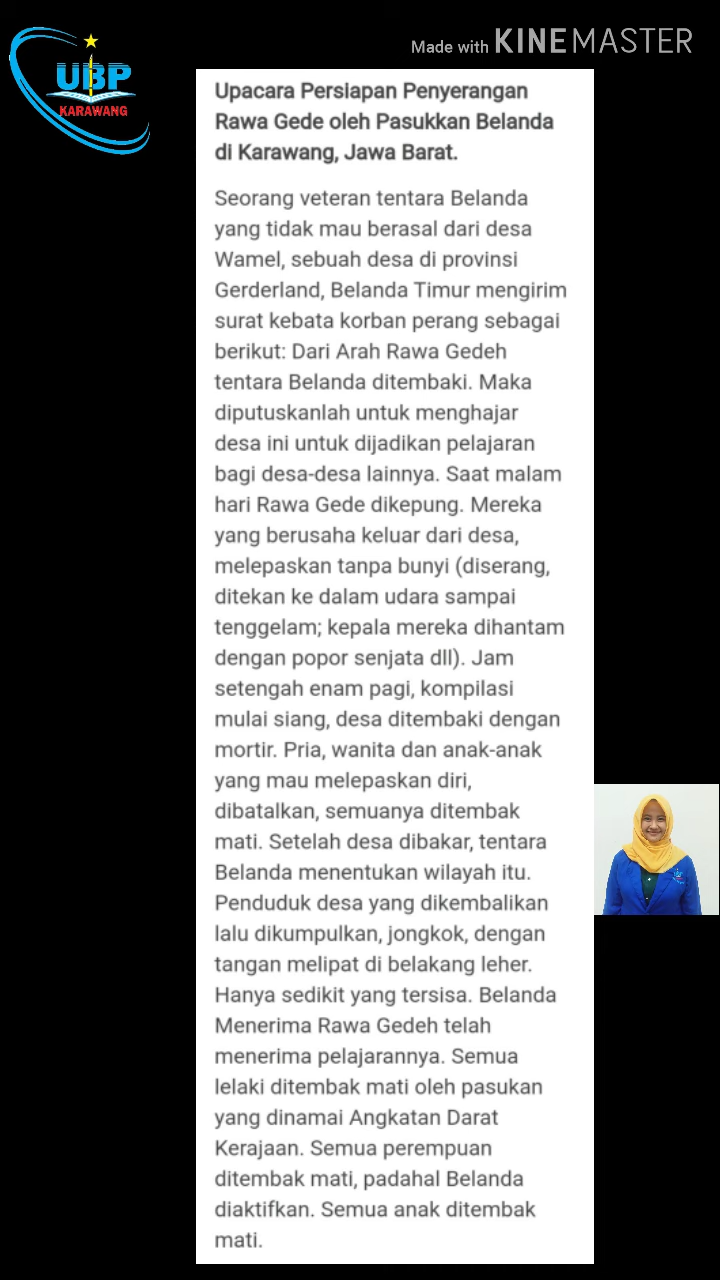 UBP
KARAWANG
Made with KINEMASTER
Upacara Persiapan Penyerangan
Rawa Gede oleh Pasukkan Belanda
di Karawang, Jawa Barat.
Seorang veteran tentara Belanda
yang tidak mau berasal dari desa
Wamel, sebuah desa di provinsi
Gerderland, Belanda Timur mengirim
surat kebata korban perang sebagai
berikut: Dari Arah Rawa Gedeh
tentara Belanda ditembaki. Maka
diputuskanlah untuk menghajar
desa ini untuk dijadikan pelajaran
bagi desa-desa lainnya. Saat malam
hari Rawa Gede dikepung. Mereka
yang berusaha keluar dari desa,
melepaskan tanpa bunyi (diserang,
ditekan ke dalam udara sampai
tenggelam; kepala mereka dihantam
dengan popor senjata dll). Jam
setengah enam pagi, kompilasi
mulai siang, desa ditembaki dengan
mortir. Pria, wanita dan anak-anak
yang mau melepaskan diri,
dibatalkan, semuanya ditembak
mati. Setelah desa dibakar, tentara
Belanda menentukan wilayah itu.
Penduduk desa yang dikembalikan
lalu dikumpulkan, jongkok, dengan
tangan melipat di belakang leher.
Hanya sedikit yang tersisa. Belanda
Menerima Rawa Gedeh telah
menerima pelajarannya. Semua
lelaki ditembak mati oleh pasukan
yang dinamai Angkatan Darat
Kerajaan. Semua perempuan
ditembak mati, padahal Belanda
diaktifkan. Semua anak ditembak
mati.